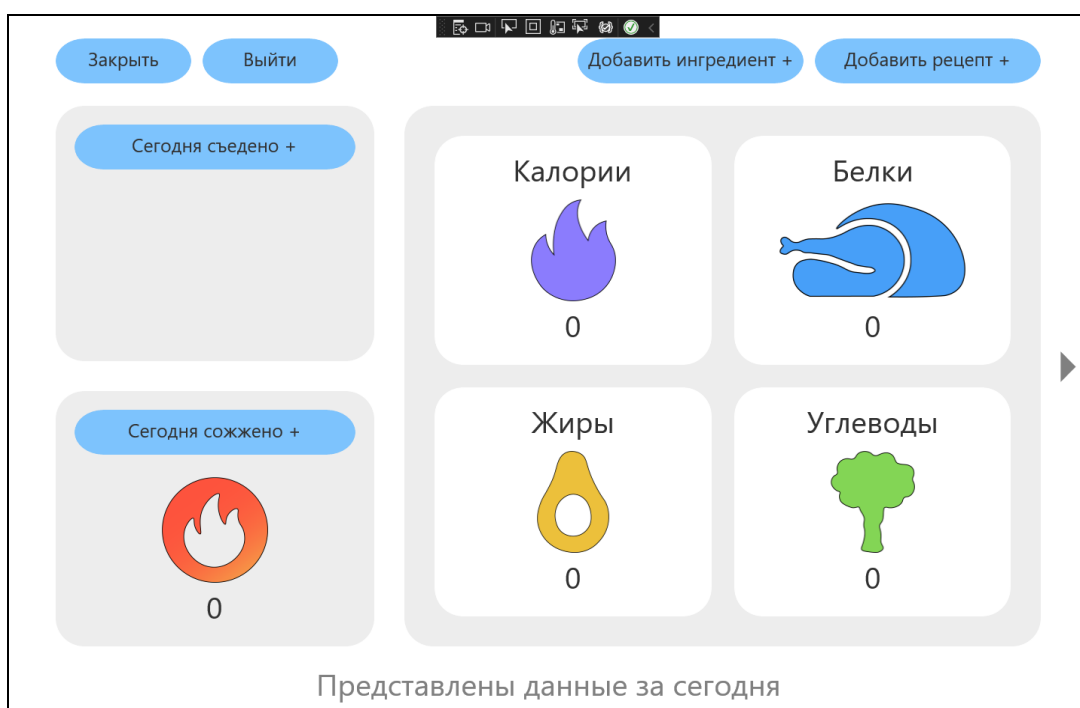 Закрыть
Выйти
Добавить ингредиент +
Добавить рецепт +
Сегодня съедено +
Калории
0
Белки
0
Сегодня сожжено +
0
Жиры
0
Углеводы
0
Представлены данные за сегодня